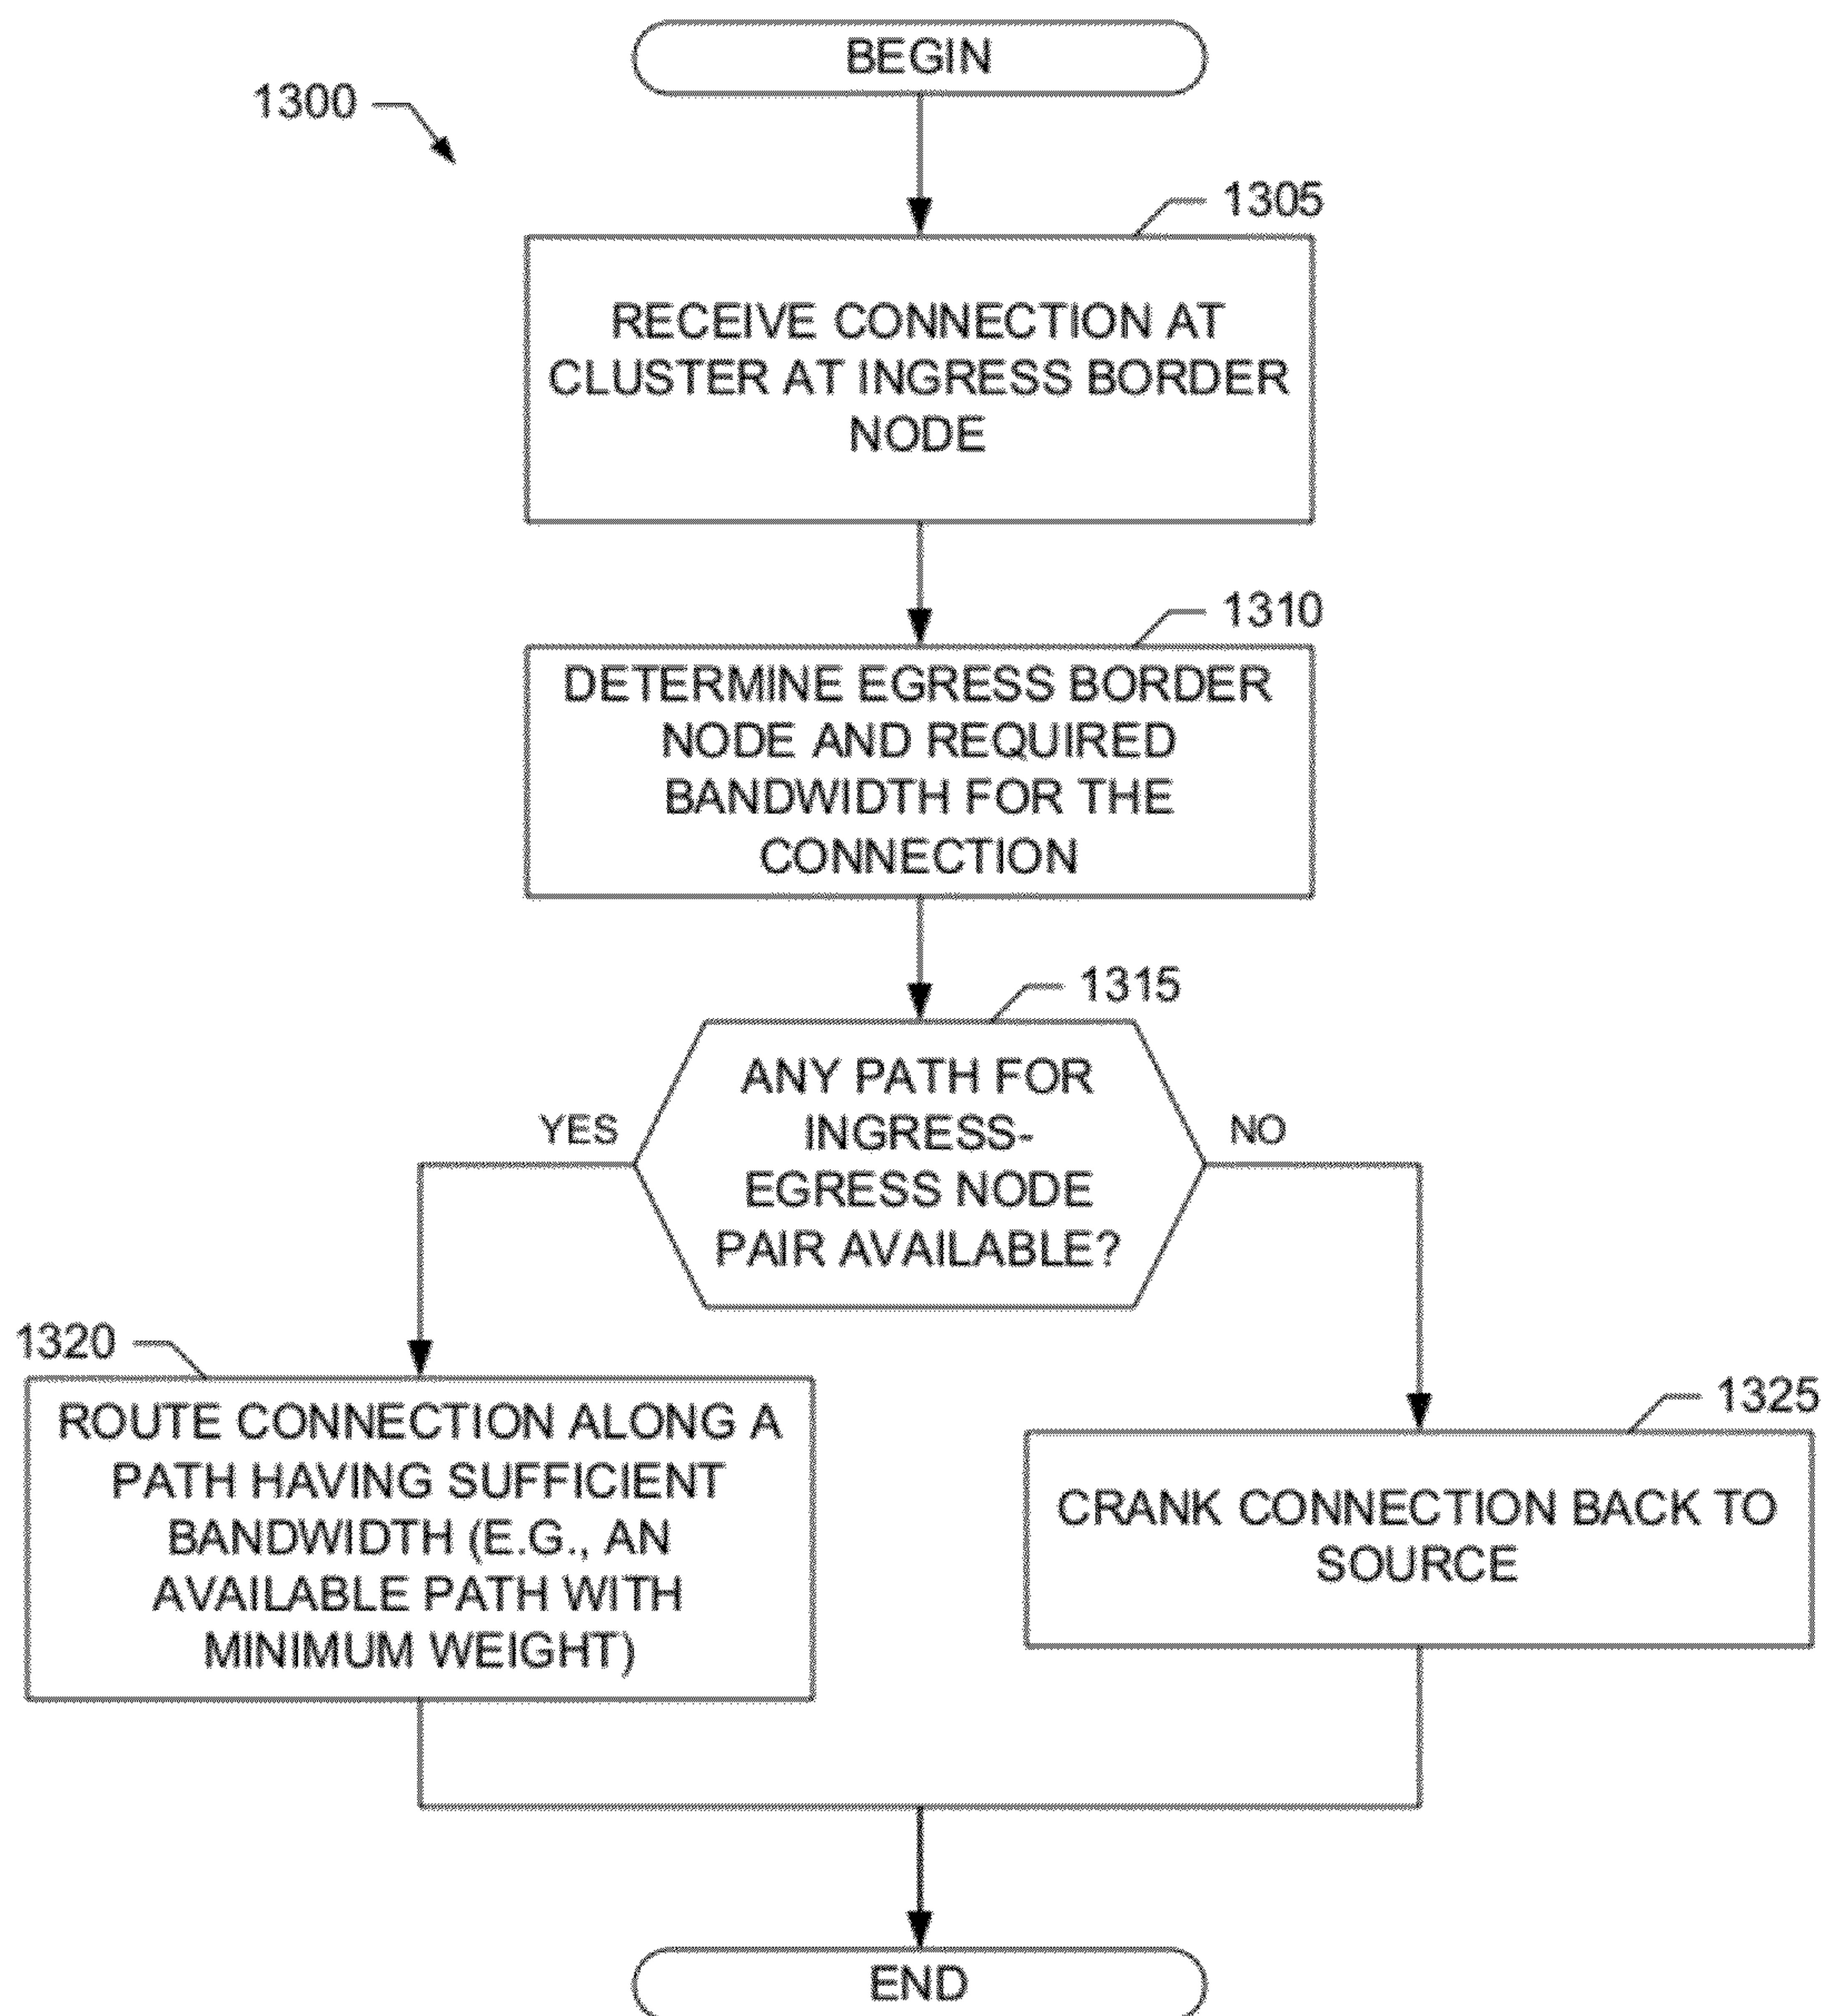 BEGIN
1300
1305
RECEIVE CONNECTION AT
CLUSTER AT INGRESS BORDER
NODE
1310
DETERMINE EGRESS BORDER
NODE AND REQUIRED
BANDWIDTH FOR THE
CONNECTION
1315
ANY PATH FOR
INGRESS-
EGRESS NODE
PAIR AVAILABLE?
YES
NO
1320
ROUTE CONNECTION ALONG A
PATH HAVING SUFFICIENT
BANDWIDTH (E.G., AN
AVAILABLE PATH WITH
MINIMUM WEIGHT)
1325
CRANK CONNECTION BACK TO
SOURCE
END